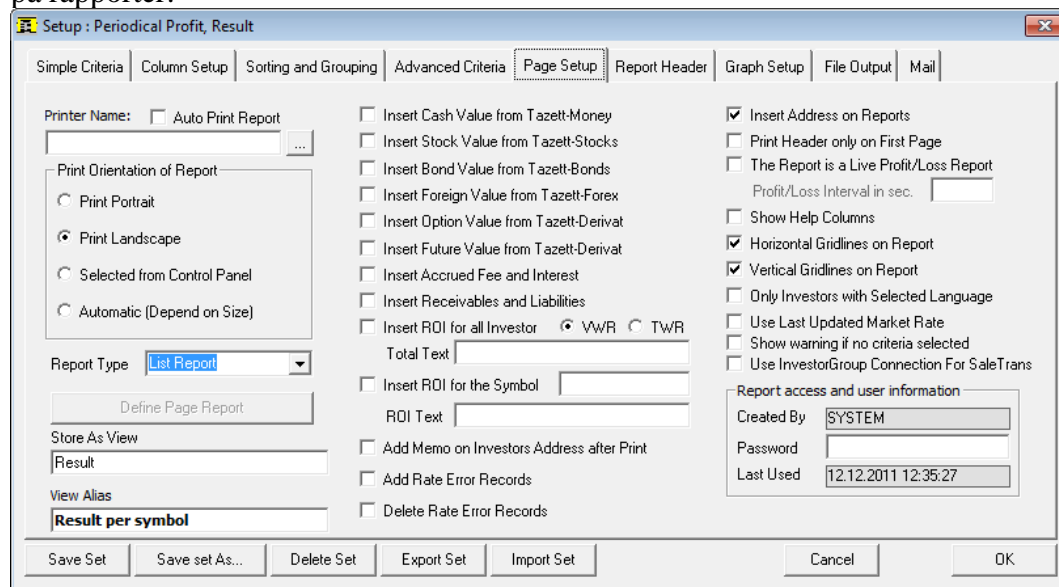 på rapporter.
Setup : Periodical Profit, Result
Simple Criteria
Column Setup
Sorting and Grouping
Advanced Criteria
Page Setup
Report Header
Graph Setup
File Output
Mail
Printer Name:
Auto Print Report
...
Print Orientation of Report
Print Portrait
Print Landscape
Selected from Control Panel
Automatic (Depend on Size)
Report Type
List Report
Define Page Report
Store As View
Result
View Alias
Result per symbol
Insert Cash Value from Tazett-Money
Insert Stock Value from Tazett-Stocks
Insert Bond Value from Tazett-Bonds
Insert Foreign Value from Tazett-Forex
Insert Option Value from Tazett-Derivat
Insert Future Value from Tazett-Derivat
Insert Accrued Fee and Interest
Insert Receivables and Liabilities
Insert ROI for all Investor
VWR
TWR
Total Text
Insert ROI for the Symbol
ROI Text
Add Memo on Investors Address after Print
Add Rate Error Records
Delete Rate Error Records
Insert Address on Reports
Print Header only on First Page
The Report is a Live Profit/Loss Report
Profit/Loss Interval in sec.
Show Help Columns
Horizontal Gridlines on Report
Vertical Gridlines on Report
Only Investors with Selected Language
Use Last Updated Market Rate
Show warning if no criteria selected
Use InvestorGroup Connection For SaleTrans
Report access and user information
Created By
SYSTEM
Password
Last Used
12.12.2011 12:35:27
Save Set
Save set As...
Delete Set
Export Set
Import Set
Cancel
OK